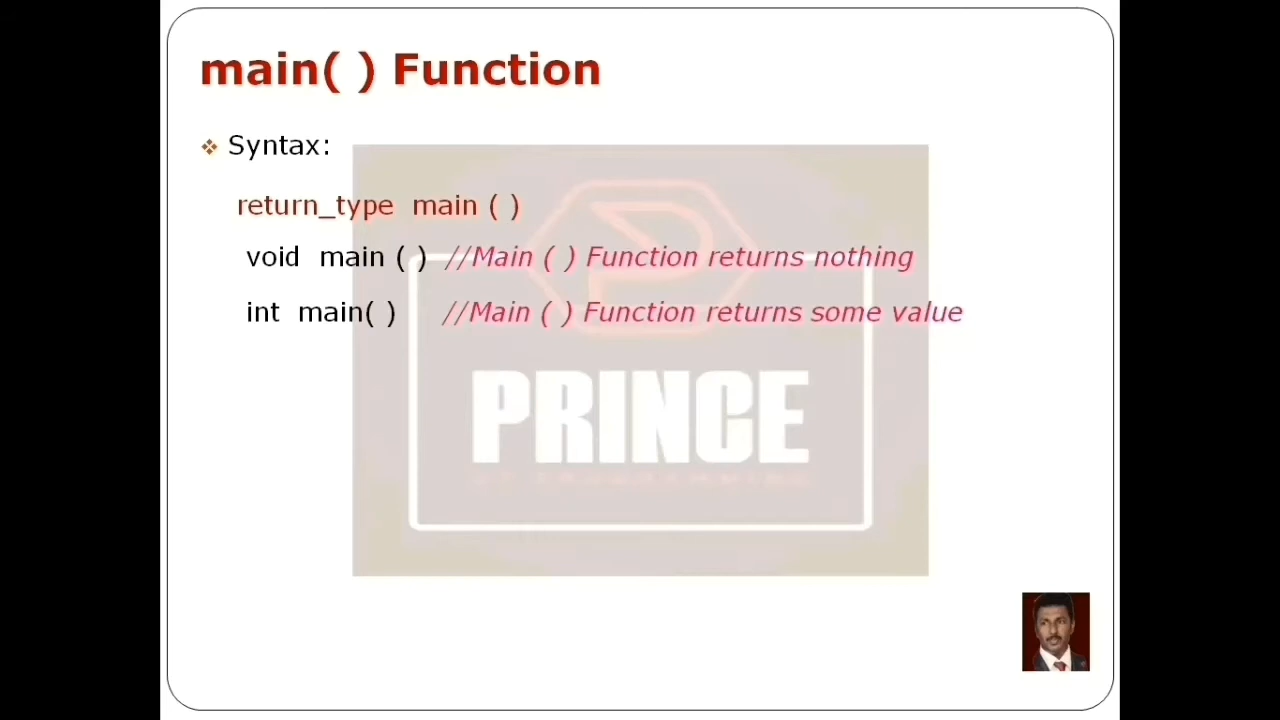 main( ) Function
Syntax:
return_type main ( )
void main ( ) //Main ( ) Function returns nothing
int main( ) //Main ( ) Function returns some value
PRINCE